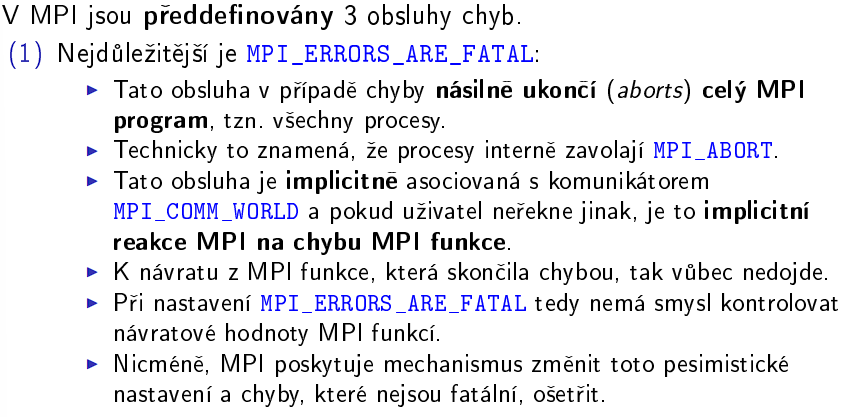 V MPI jsou předdefinovány 3 obsluhy chyb.
(1) Nejdůležitější je MPI_ERRORS_ARE_FATAL:
▶ Tato obsluha v případě chyby násilně ukončí (aborts) celý MPI
program, tzn. všechny procesy.
▶ Technicky to znamená, že procesy interně zavolají MPI_ABORT.
▶ Tato obsluha je implicitně asociovaná s komunikátorem
MPI_COMM_WORLD a pokud uživatel neřekne jinak, je to implicitní
reakce MPI na chybu MPI funkce.
▶ K návratu z MPI funkce, která skončila chybou, tak vůbec nedojde.
▶ Při nastavení MPI_ERRORS_ARE_FATAL tedy nemá smysl kontrolovat
návratové hodnoty MPI funkcí.
▶ Nicméně, MPI poskytuje mechanismus změnit toto pesimistické
nastavení a chyby, které nejsou fatální, ošetřit.